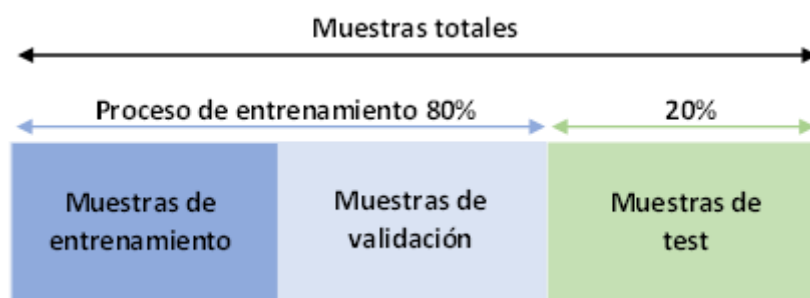 Muestras totales
Proceso de entrenamiento 80%
20%
Muestras de
entrenamiento
Muestras de
validación
Muestras de
test